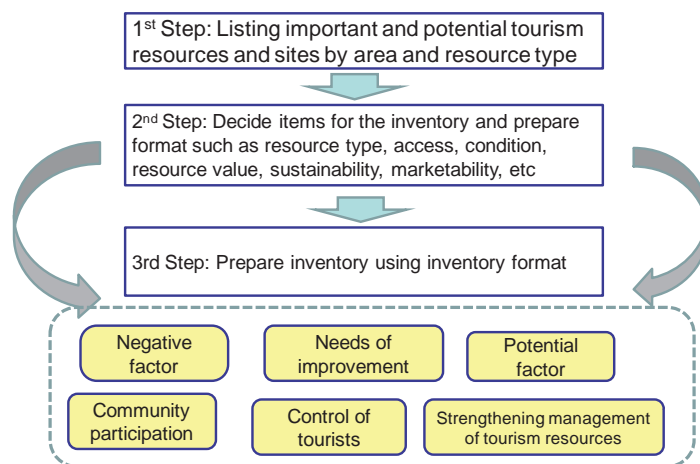 1st Step: Listing important and potential tourism
resources and sites by area and resource type
2nd Step: Decide items for the inventory and prepare
format such as resource type, access, condition,
resource value, sustainability, marketability, etc
3rd Step: Prepare inventory using inventory format
Negative
factor
Needs of
improvement
Potential
factor
Community
participation
Control of
tourists
Strengthening management
of tourism resources